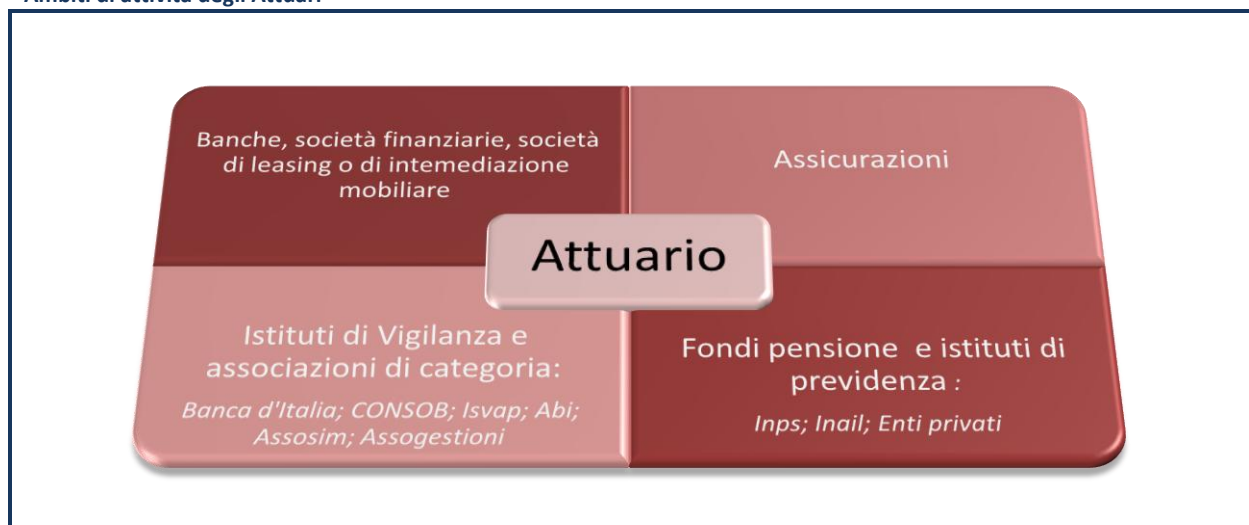 Ambiti di attività degli Attuari
Banche, società finanziarie, società
di leasing o di intemediazione
mobiliare
Assicurazioni
Attuario
Istituti di Vigilanza e
associazioni di categoria:
Banca d'Italia; CONSOB; Isvap; Abi;
Assosim; Assogestioni
Fondi pensione e istituti di
previdenza :
Inps; Inail; Enti privati